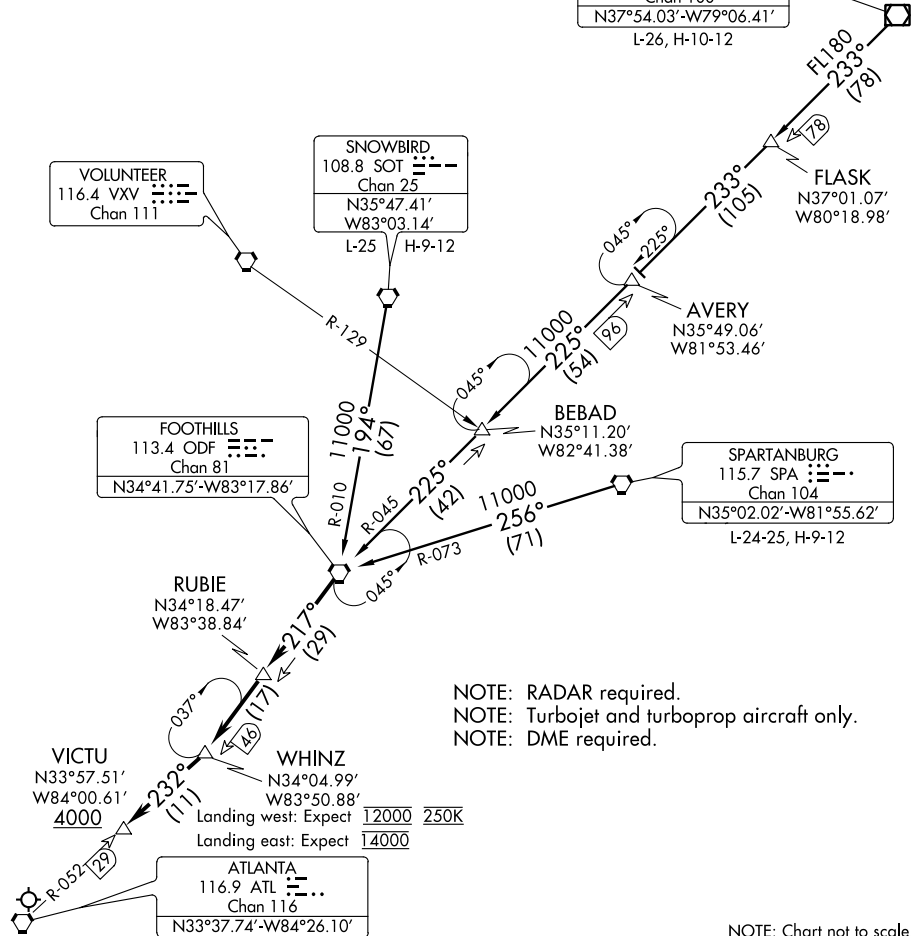 N37°54.03'-W79°06.41'
L-26, H-10-12
FL180
233°
(78)
78
FLASK
N37°01.07'
W80°18.98'
233°
(105)
SNOWBIRD
108.8 SOT
Chan 25
N35°47.41'
W83°03.14'
L-25 H-9-12
VOLUNTEER
116.4 VXV
Chan 111
045°
225°
AVERY
N35°49.06'
W81°53.46'
96
11000
225°
(54)
R-129
045°
BEBAD
N35°11.20'
W82°41.38'
11000
194°
(67)
R-010
FOOTHILLS
113.4 ODF
Chan 81
N34°41.75'-W83°17.86'
SPARTANBURG
115.7 SPA
Chan 104
N35°02.02'-W81°55.62'
L-24-25, H-9-12
R-045
225°
(42)
11000
256°
(71)
R-073
045°
RUBIE
N34°18.47'
W83°38.84'
217°
(29)
(17)
037°
46
NOTE: RADAR required.
NOTE: Turbojet and turboprop aircraft only.
NOTE: DME required.
VICTU
N33°57.51'
W84°00.61'
4000
WHINZ
N34°04.99'
W83°50.88'
232°
(11)
Landing west: Expect 12000 250K
Landing east: Expect 14000
R-052
29
ATLANTA
116.9 ATL
Chan 116
N33°37.74'-W84°26.10'
NOTE: Chart not to scale